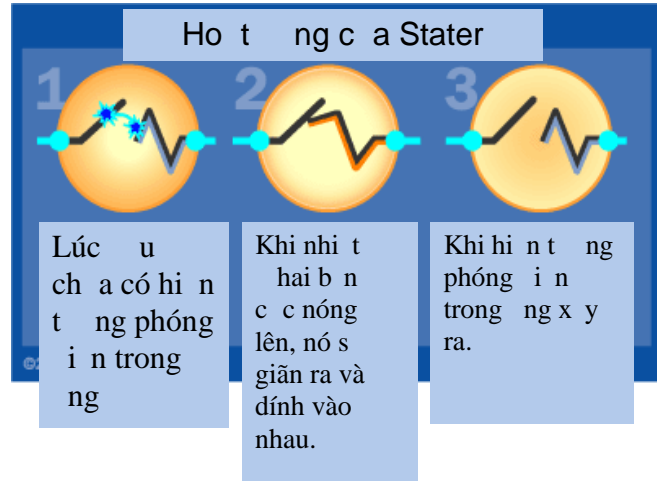 Ho t ng c a Stater
1
2
3
Lúc u
ch a có hi n
t ng phóng
i n trong
ng
Khi nhi t
hai b n
c c nóng
lên, nó s
giãn ra và
dính vào
nhau.
Khi hi n t ng
phóng i n
trong ng x y
ra.